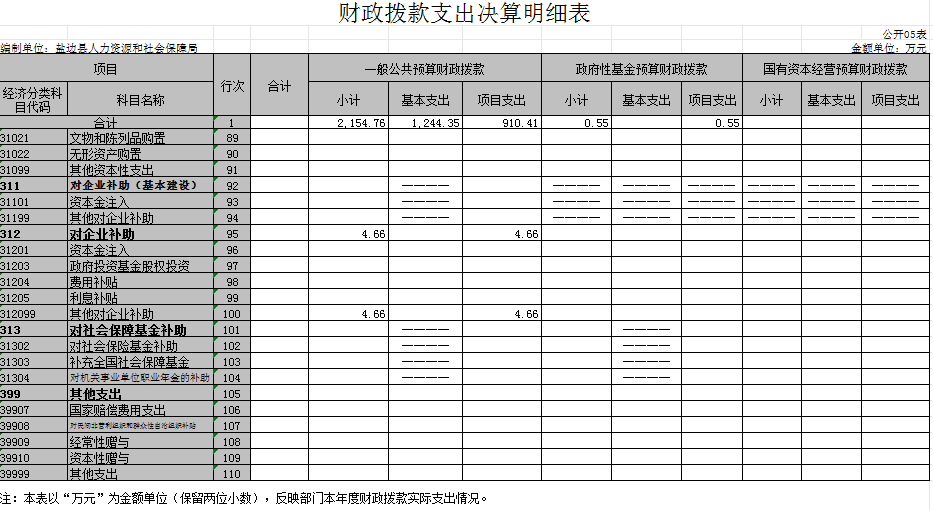 财政拨款支出决算明细表
公开05表
编制单位：盐边县人力资源和社会保障局 金额单位：万元
项目 行次 合计 一般公共预算财政拨款 政府性基金预算财政拨款 国有资本经营预算财政拨款
经济分类科目代码 科目名称 小计 基本支出 项目支出 小计 基本支出 项目支出 小计 基本支出 项目支出
合计 1 2,154.76 1,244.35 910.41 0.55 0.55
31021 文物和陈列品购置 89
31022 无形资产购置 90
31099 其他资本性支出 91
311 对企业补助（基本建设） 92 ———— ———— ———— ———— ———— ———— ————
31101 资本金注入 93 ———— ———— ———— ———— ———— ———— ————
31199 其他对企业补助 94 ———— ———— ———— ———— ———— ———— ————
312 对企业补助 95 4.66 4.66
31201 资本金注入 96
31203 政府投资基金股权投资 97
31204 费用补贴 98
31205 利息补贴 99
312099 其他对企业补助 100 4.66 4.66
313 对社会保障基金补助 101 ———— ————
31302 对社会保险基金补助 102 ———— ————
31303 补充全国社会保障基金 103 ———— ————
31304 对机关事业单位职业年金的补助 104 ———— ————
399 其他支出 105
39907 国家赔偿费用支出 106
39908 对民间非营利组织和群众性自治组织补贴 107
39909 经常性赠与 108
39910 资本性赠与 109
39999 其他支出 110
注：本表以“万元”为金额单位（保留两位小数），反映部门本年度财政拨款实际支出情况。